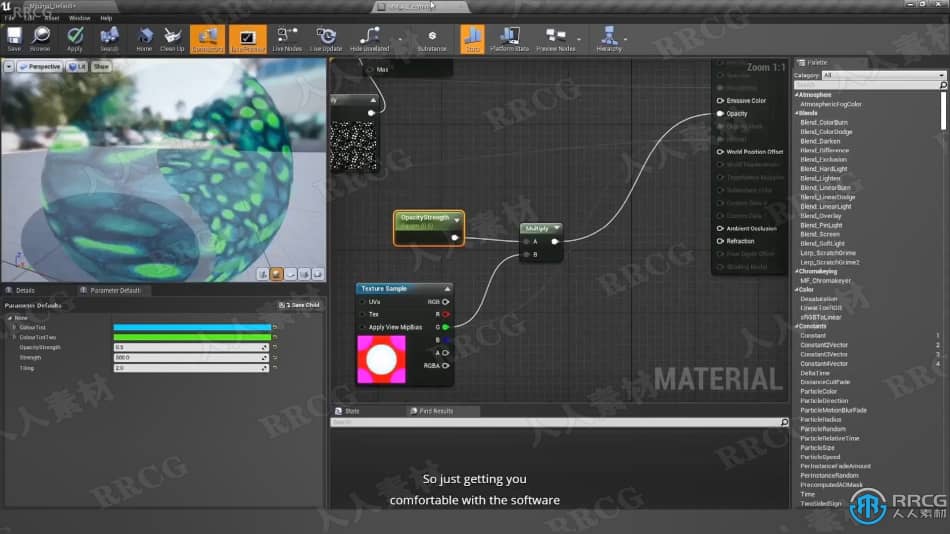 File
Asset
Window
Help
Save
Browse
Apply
Search
Home
Clean Up
Connectors
Live Preview
Live Nodes
Live Update
Hide Unrelated
Substance
Stats
Platform Stats
Preview Nodes
Hierarchy
Perspective
Lit
Show
Zoom 1:1
Emissive Color
Opacity
World Position Offset
Ambient Occlusion
Refraction
OpacityStrength
Param (0.5)
Multiply
A
B
Texture Sample
UVs
Tex
Apply View MipBias
RGB
R
G
B
A
RGBA
MATERIAL
Details
Parameter Defaults
Parameter Defaults
Save Child
None
ColourTint
ColourTintTwo
OpacityStrength
0.5
Strength
500.0
Tiling
2.0
Stats
Find Results
Search
Palette
Category: All
Atmosphere
AtmosphericFogColor
Blends
Blend_ColorBurn
Blend_ColorDodge
Blend_Darken
Blend_Difference
Blend_Exclusion
Blend_HardLight
Blend_Lighten
Blend_LinearBurn
Blend_LinearDodge
Blend_LinearLight
Blend_Overlay
Blend_PinLight
Blend_Screen
Blend_SoftLight
Lerp_ScratchGrime
Lerp_ScratchGrime2
Chromakeying
MF_Chromakeyer
Color
Desaturation
LinearTosRGB
sRGBToLinear
Constants
Constant 1
Constant2Vector 2
Constant3Vector 3
Constant4Vector 4
DeltaTime
DistanceCullFade
ParticleColor
ParticleDirection
ParticleMotionBlurFade
ParticleRadius
ParticleRandom
ParticleRelativeTime
ParticleSize
ParticleSpeed
PerInstanceFadeAmount
PerInstanceRandom
PrecomputedAOMask
Time
TwoSidedSign
So just getting you
comfortable with the software
RRCG
人人素材